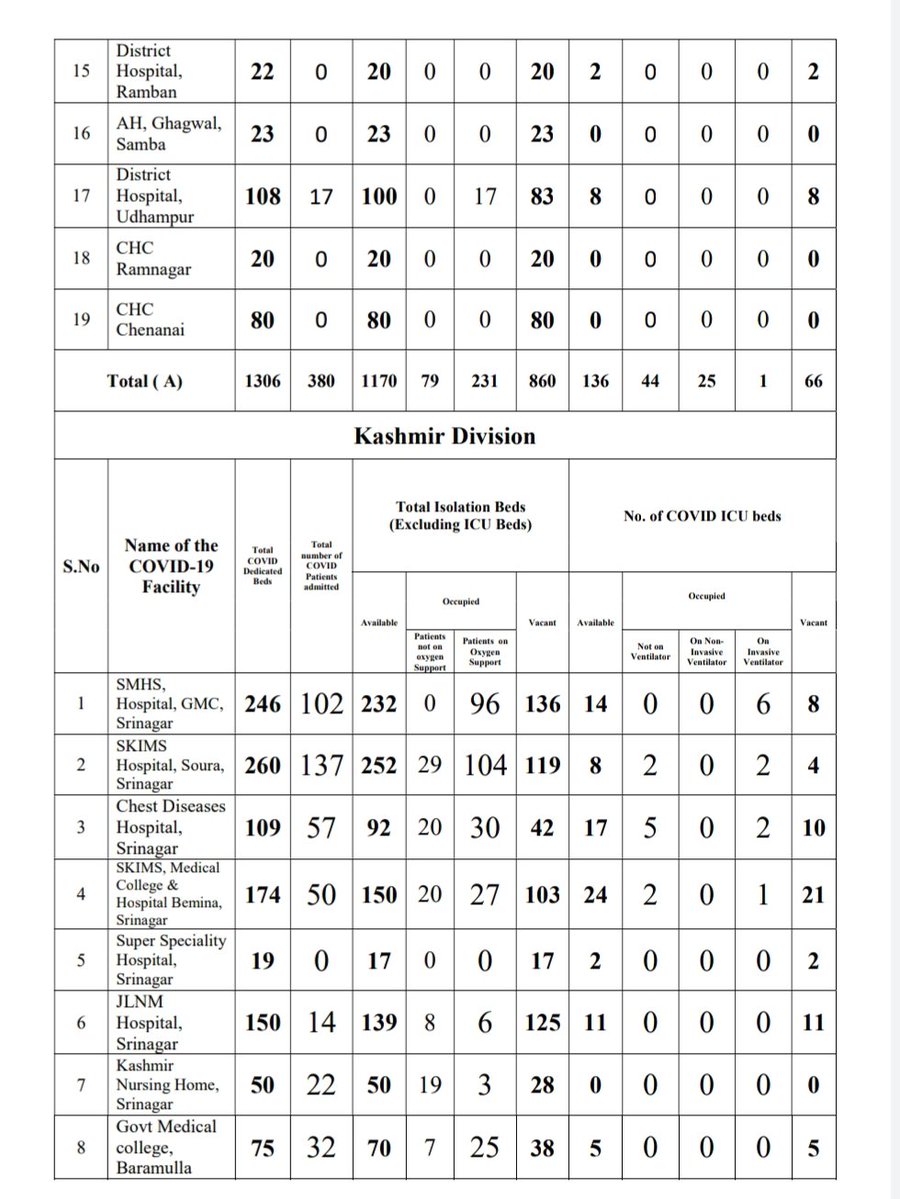 15 District Hospital, Ramban 22 0 20 0 0 20 2 0 0 0 2
16 AH, Ghagwal, Samba 23 0 23 0 0 23 0 0 0 0 0
17 District Hospital, Udhampur 108 17 100 0 17 83 8 0 0 0 8
18 CHC Ramnagar 20 0 20 0 0 20 0 0 0 0 0
19 CHC Chenanai 80 0 80 0 0 80 0 0 0 0 0
Total ( A) 1306 380 1170 79 231 860 136 44 25 1 66
Kashmir Division
S.No
Name of the COVID-19 Facility
Total COVID Dedicated Beds
Total number of COVID Patients admitted
Total Isolation Beds (Excluding ICU Beds)
No. of COVID ICU beds
Available
Occupied
Patients not on oxygen Support
Patients on Oxygen Support
Vacant
Available
Occupied
Not on Ventilator
On Non-Invasive Ventilator
On Invasive Ventilator
Vacant
1 SMHS, Hospital, GMC, Srinagar 246 102 232 0 96 136 14 0 0 6 8
2 SKIMS Hospital, Soura, Srinagar 260 137 252 29 104 119 8 2 0 2 4
3 Chest Diseases Hospital, Srinagar 109 57 92 20 30 42 17 5 0 2 10
4 SKIMS, Medical College & Hospital Bemina, Srinagar 174 50 150 20 27 103 24 2 0 1 21
5 Super Speciality Hospital, Srinagar 19 0 17 0 0 17 2 0 0 0 2
6 JLNM Hospital, Srinagar 150 14 139 8 6 125 11 0 0 0 11
7 Kashmir Nursing Home, Srinagar 50 22 50 19 3 28 0 0 0 0 0
8 Govt Medical college, Baramulla 75 32 70 7 25 38 5 0 0 0 5